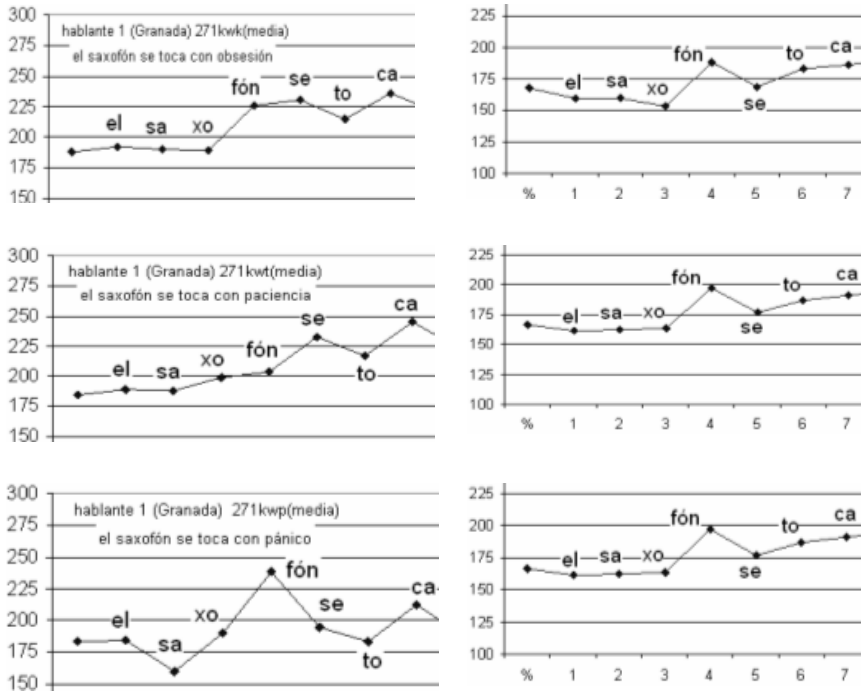 300
275
250
225
200
175
150
hablante 1 (Granada) 271kwk(media)
el saxofón se toca con obsesión
el
sa
xo
fón
se
to
ca
225
200
175
150
125
100
el
sa
xo
fón
se
to
ca
% 1 2 3 4 5 6 7
300
275
250
225
200
175
150
hablante 1 (Granada) 271kwt(media)
el saxofón se toca con paciencia
el
sa
xo
fón
se
to
ca
225
200
175
150
125
100
el
sa
xo
fón
se
to
ca
% 1 2 3 4 5 6 7
300
275
250
225
200
175
150
hablante 1 (Granada) 271kwp(media)
el saxofón se toca con pánico
el
sa
xo
fón
se
to
ca
225
200
175
150
125
100
el
sa
xo
fón
se
to
ca
% 1 2 3 4 5 6 7